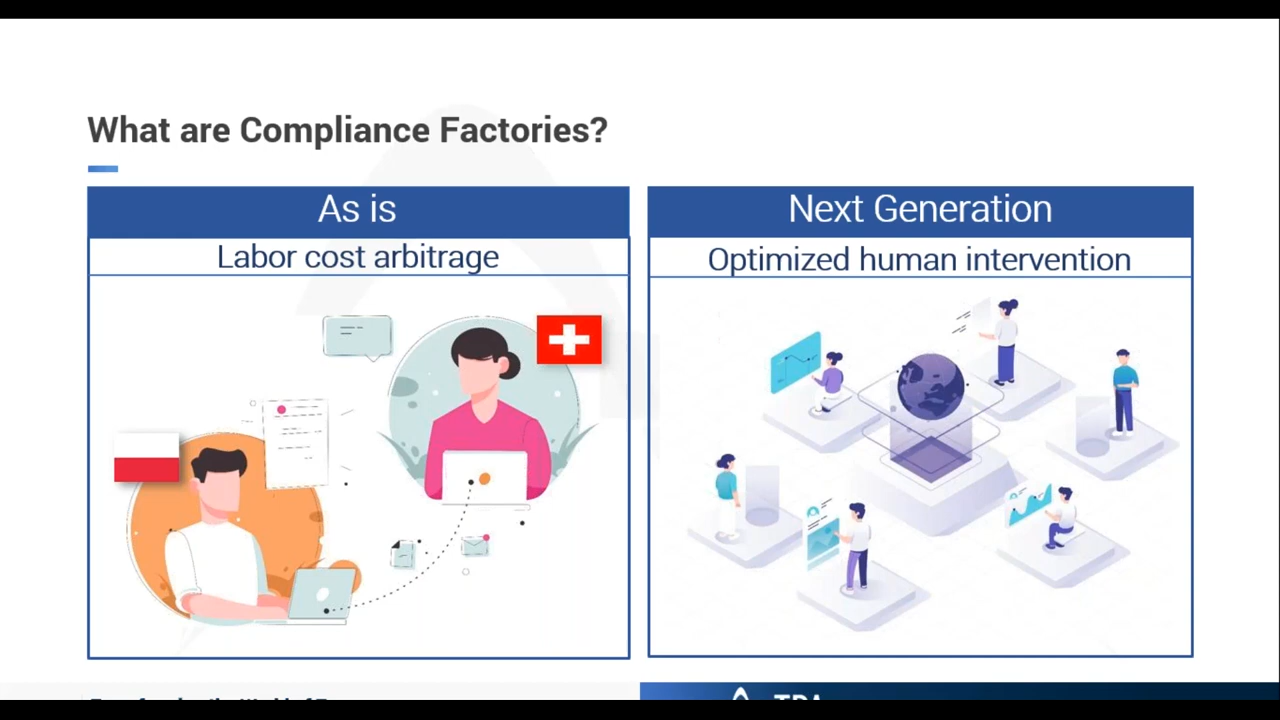 What are Compliance Factories?
As is
Labor cost arbitrage
Next Generation
Optimized human intervention